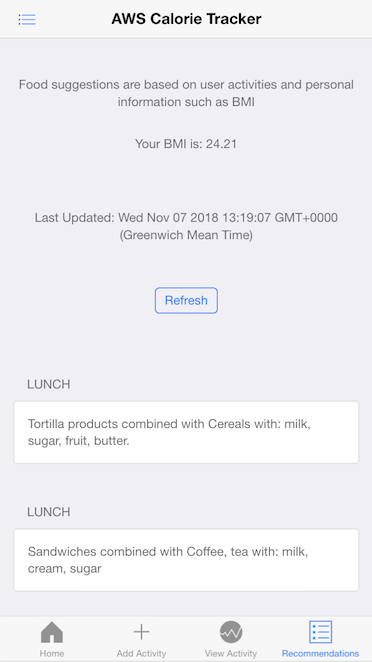 AWS Calorie Tracker
Food suggestions are based on user activities and personal
information such as BMI
Your BMI is: 24.21
Last Updated: Wed Nov 07 2018 13:19:07 GMT+0000
(Greenwich Mean Time)
Refresh
LUNCH
Tortilla products combined with Cereals with: milk,
sugar, fruit, butter.
LUNCH
Sandwiches combined with Coffee, tea with: milk,
cream, sugar
Home
Add Activity
View Activity
Recommendations